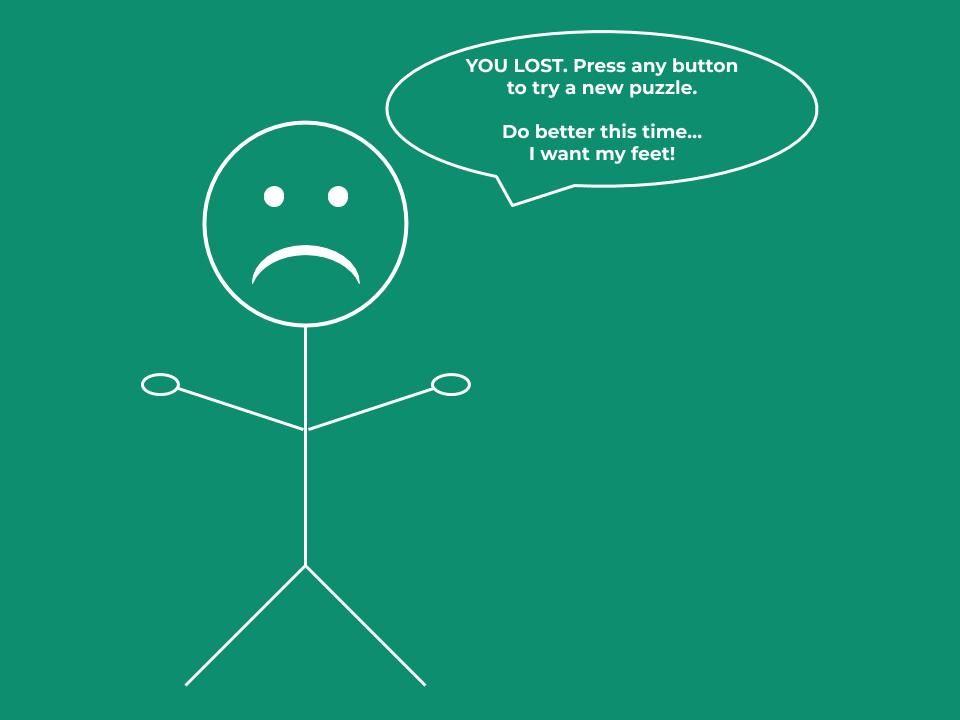 YOU LOST. Press any button
to try a new puzzle.
Do better this time...
I want my feet!